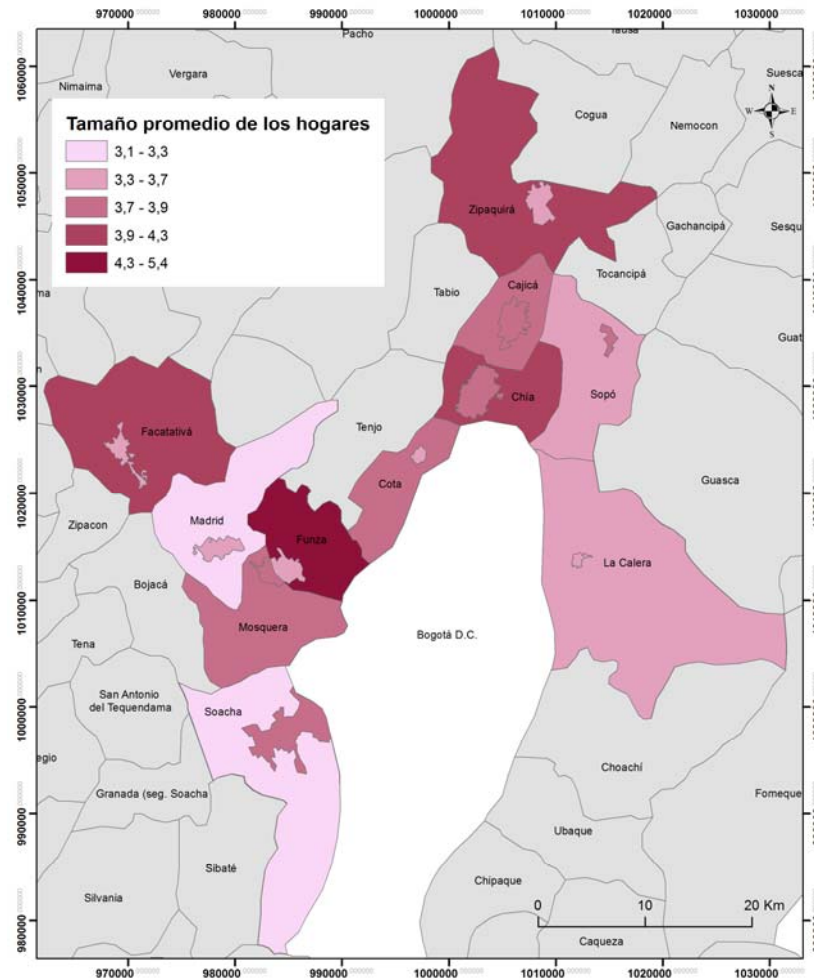 970000 980000 990000 1000000 1010000 1020000 1030000
Pacho
Tausa
1060000
Vergara
Nimaima
Suesca
N
W E
S
Cogua
Nemocon
Tamaño promedio de los hogares
3,1 - 3,3
3,3 - 3,7
3,7 - 3,9
3,9 - 4,3
4,3 - 5,4
1050000
Zipaquirá
Gachancipá
Sesqu
Tocancipá
1040000
Tabio
Cajicá
ma
Guat
1030000
Chía
Sopó
Facatativá
Tenjo
Cota
Guasca
1020000
Zipacon
Madrid
Funza
La Calera
Bojacá
1010000
Mosquera
Bogotá D.C.
Tena
San Antonio
del Tequendama
Soacha
1000000
egio
Choachí
Granada (seg. Soacha
Fomeque
990000
Ubaque
Sibaté
Chipaque
Silvania
0 10 20 Km
980000
Caqueza
970000 980000 990000 1000000 1010000 1020000 1030000